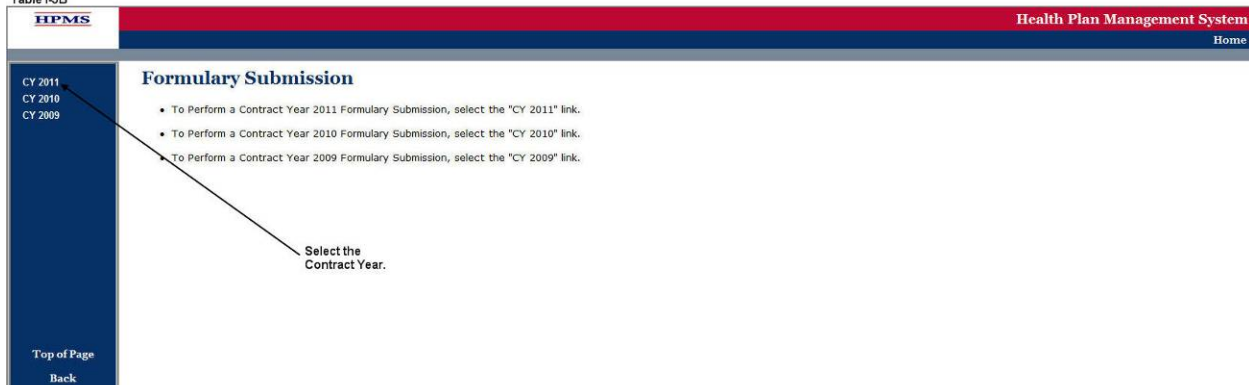 HPMS
Health Plan Management System
Home
CY 2011
CY 2010
CY 2009
Formulary Submission
• To Perform a Contract Year 2011 Formulary Submission, select the "CY 2011" link.
• To Perform a Contract Year 2010 Formulary Submission, select the "CY 2010" link.
• To Perform a Contract Year 2009 Formulary Submission, select the "CY 2009" link.
Select the
Contract Year.
Top of Page
Back